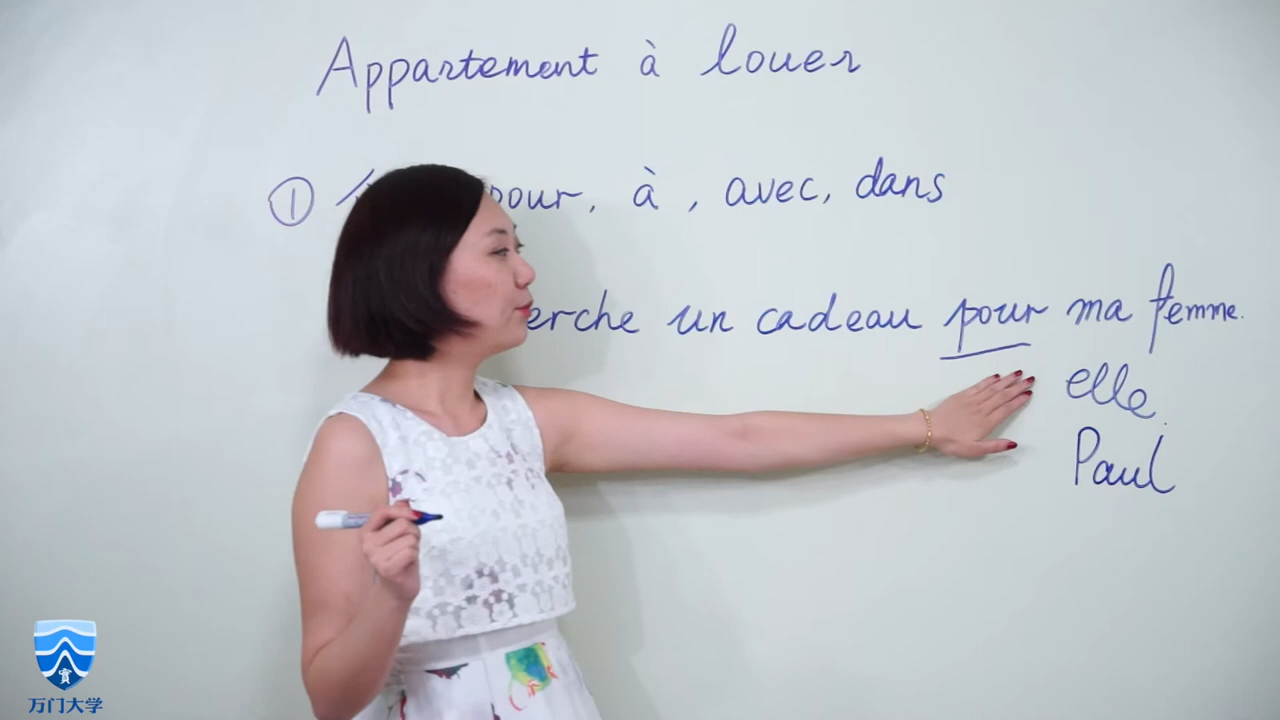 Appartement à louer
① pour, à, avec, dans
erche un cadeau pour ma femme.
elle.
Paul
万门大学